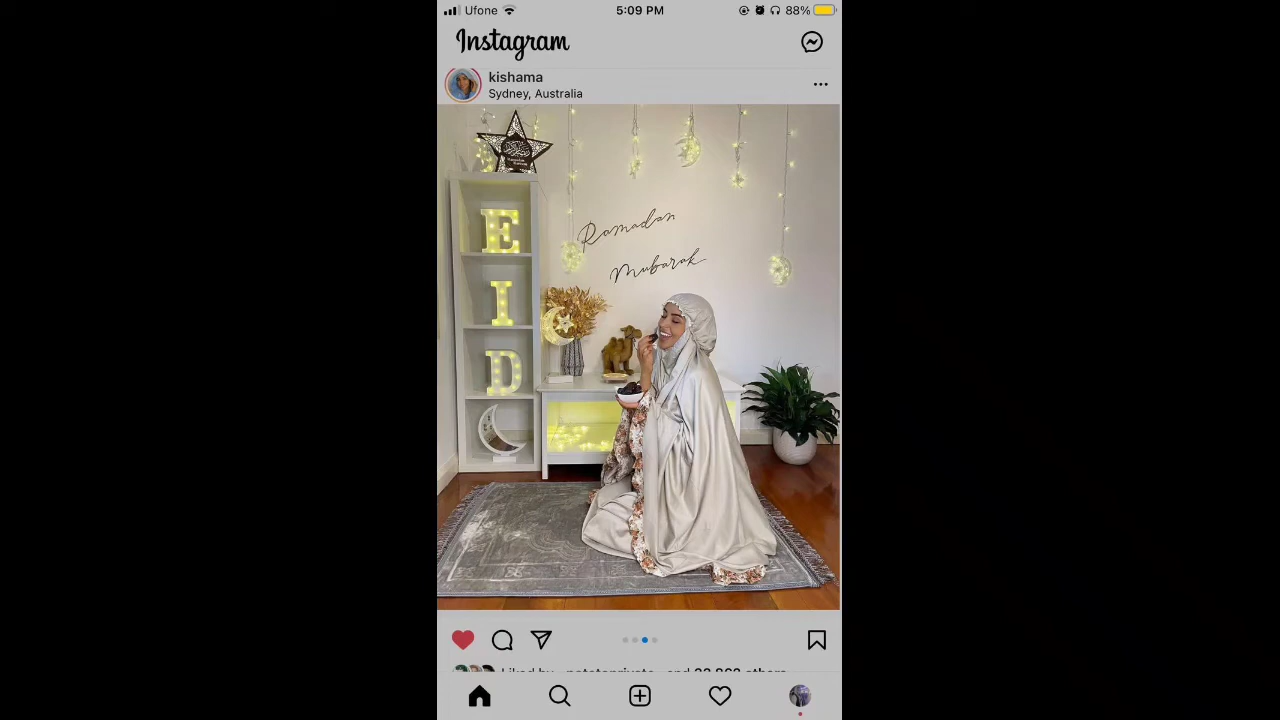 Ufone 5:09 PM 88%
Instagram
kishama
Sydney, Australia
Ramadan
Mubarak
E
I
D